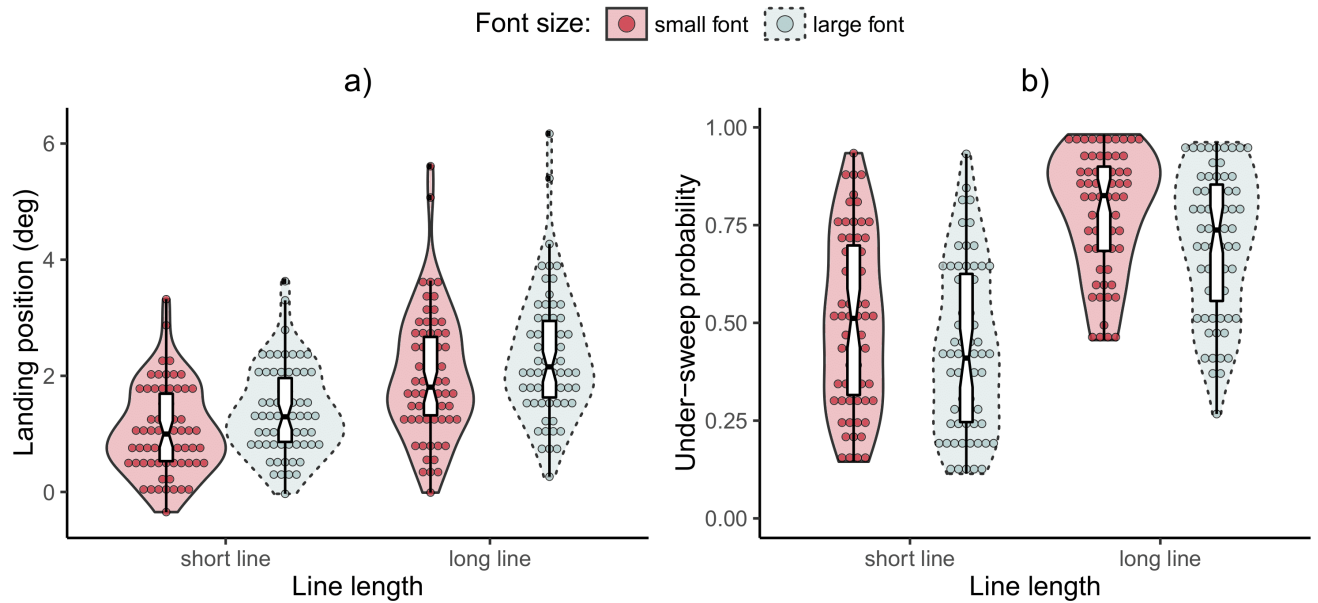 Font size: small font large font
a)
Landing position (deg)
6
4
2
0
short line long line
Line length
b)
Under−sweep probability
1.00
0.75
0.50
0.25
0.00
short line long line
Line length